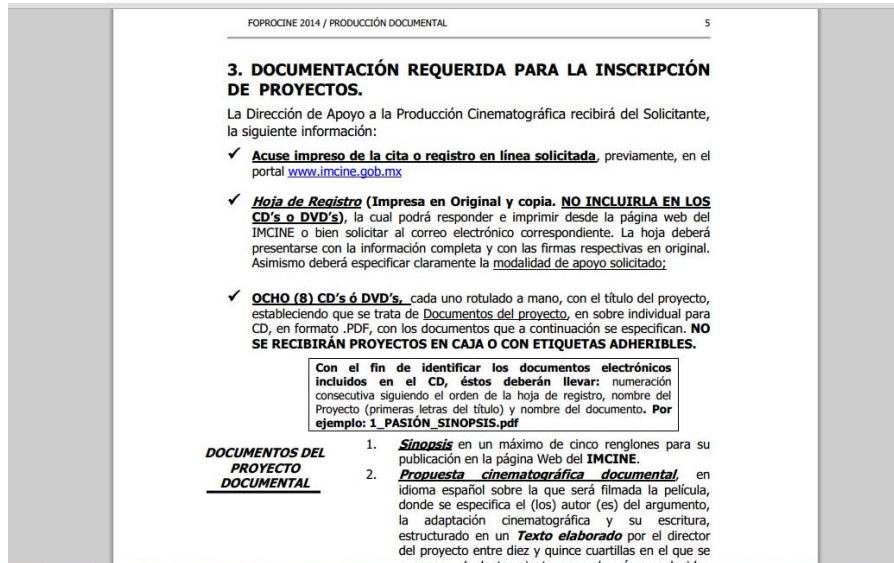 FOPROCINE 2014 / PRODUCCIÓN DOCUMENTAL 5
3. DOCUMENTACIÓN REQUERIDA PARA LA INSCRIPCIÓN
DE PROYECTOS.
La Dirección de Apoyo a la Producción Cinematográfica recibirá del Solicitante,
la siguiente información:
✓ Acuse impreso de la cita o registro en línea solicitada, previamente, en el
portal www.imcine.gob.mx
✓ Hoja de Registro (Impresa en Original y copia. NO INCLUIRLA EN LOS
CD's o DVD's), la cual podrá responder e imprimir desde la página web del
IMCINE o bien solicitar al correo electrónico correspondiente. La hoja deberá
presentarse con la información completa y con las firmas respectivas en original.
Asimismo deberá especificar claramente la modalidad de apoyo solicitado;
✓ OCHO (8) CD's ó DVD's, cada uno rotulado a mano, con el título del proyecto,
estableciendo que se trata de Documentos del proyecto, en sobre individual para
CD, en formato .PDF, con los documentos que a continuación se especifican. NO
SE RECIBIRÁN PROYECTOS EN CAJA O CON ETIQUETAS ADHERIBLES.
Con el fin de identificar los documentos electrónicos
incluidos en el CD, éstos deberán llevar: numeración
consecutiva siguiendo el orden de la hoja de registro, nombre del
Proyecto (primeras letras del título) y nombre del documento. Por
ejemplo: 1_PASIÓN_SINOPSIS.pdf
DOCUMENTOS DEL
PROYECTO
DOCUMENTAL
1. Sinopsis en un máximo de cinco renglones para su
publicación en la página Web del IMCINE.
2. Propuesta cinematográfica documental, en
idioma español sobre la que será filmada la película,
donde se especifica el (los) autor (es) del argumento,
la adaptación cinematográfica y su escritura,
estructurado en un Texto elaborado por el director
del proyecto entre diez y quince cuartillas en el que se